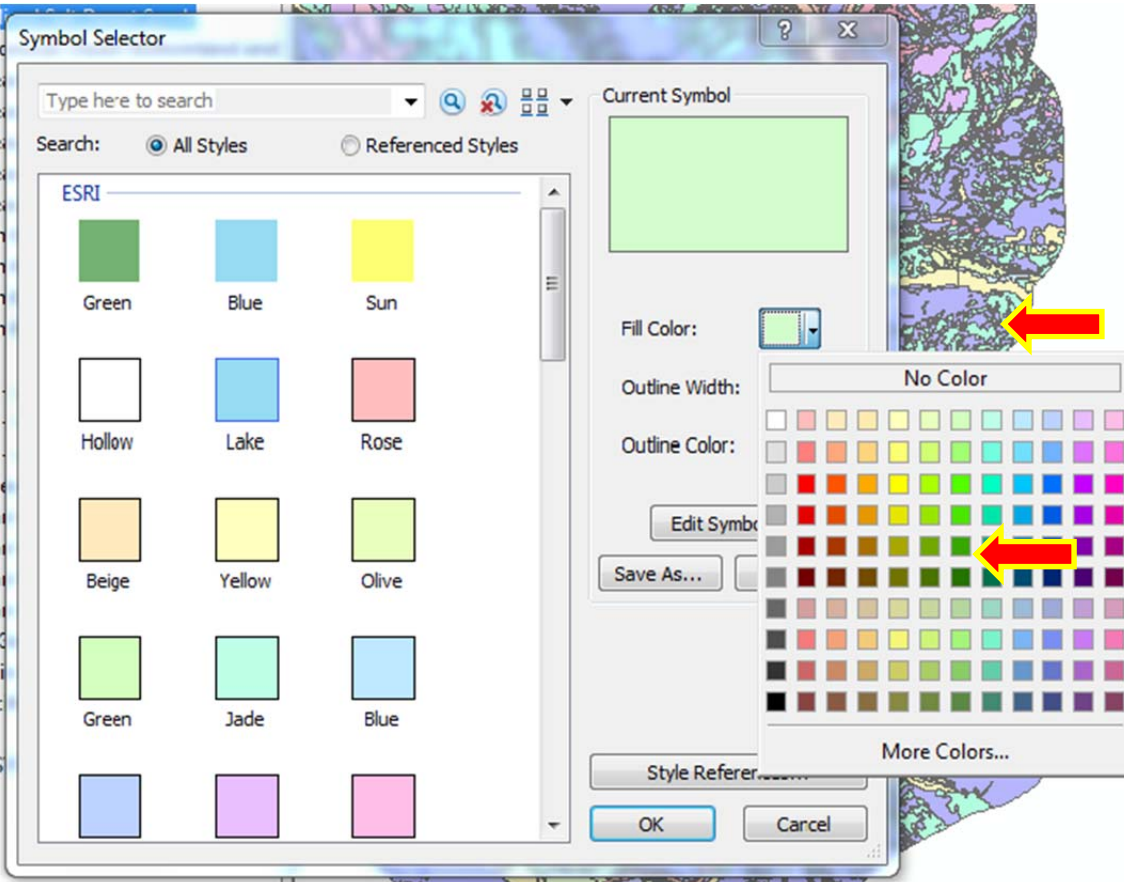 Symbol Selector
?
X
Type here to search
Search:
All Styles
Referenced Styles
ESRI
Green
Blue
Sun
Hollow
Lake
Rose
Beige
Yellow
Olive
Green
Jade
Blue
Current Symbol
Fill Color:
Outline Width:
Outline Color:
No Color
More Colors...
Edit Symbo
Save As...
Style Referen
OK
Cancel